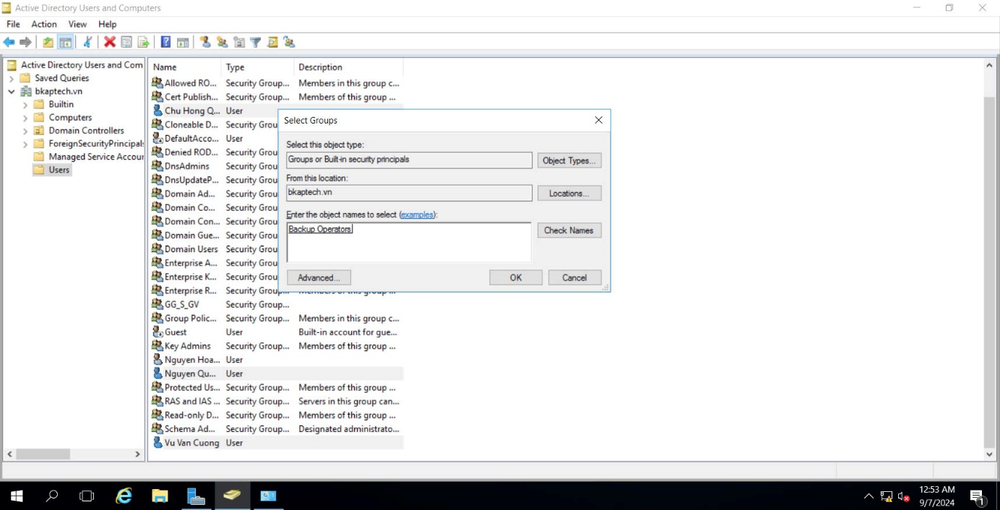 Active Directory Users and Computers
File Action View Help
Active Directory Users and Com
Saved Queries
bkaptech.vn
Builtin
Computers
Domain Controllers
ForeignSecurityPrincipals
Managed Service Accour
Users
Name Type Description
Allowed RO... Security Group... Members in this group c...
Cert Publish... Security Group... Members of this group ...
Chu Hong Q... User
Cloneable D... Security Grou
DefaultAcco... User
Denied ROD... Security Grou
DnsAdmins Security Grou
DnsUpdateP... Security Grou
Domain Ad... Security Grou
Domain Co... Security Grou
Domain Con... Security Grou
Domain Gue... Security Grou
Domain Users Security Grou
Enterprise A... Security Grou
Enterprise K... Security Grou
Enterprise R... Security Group... Members of this group ...
GG_S_GV Security Group...
Group Polic... Security Group... Members in this group c...
Guest User Built-in account for gue...
Key Admins Security Group... Members of this group ...
Nguyen Hoa... User
Nguyen Qu... User
Protected Us... Security Group... Members of this group ...
RAS and IAS ... Security Group... Servers in this group can...
Read-only D... Security Group... Members of this group ...
Schema Ad... Security Group... Designated administrato...
Vu Van Cuong User
Select Groups
Select this object type:
Groups or Built-in security principals Object Types...
From this location:
bkaptech.vn Locations...
Enter the object names to select (examples):
Backup Operators Check Names
Advanced... OK Cancel
12:53 AM
9/7/2024
1